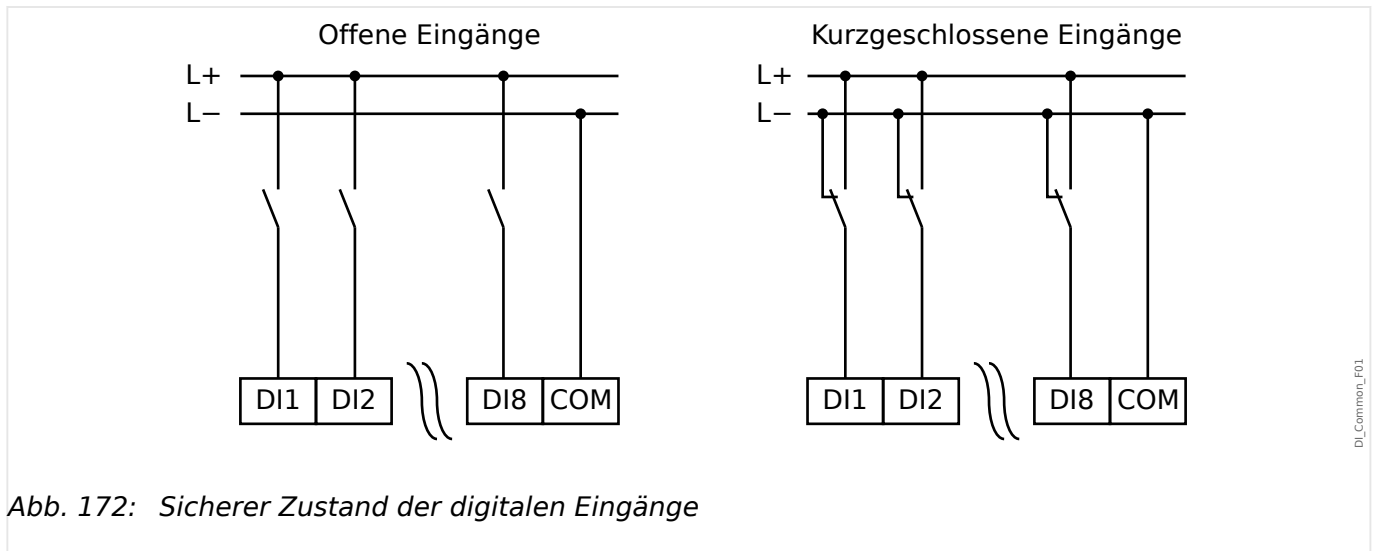 Offene Eingänge
L+
L−
DI1 DI2 DI8 COM
Kurzgeschlossene Eingänge
L+
L−
DI1 DI2 DI8 COM
DI_Common_F01
Abb. 172: Sicherer Zustand der digitalen Eingänge